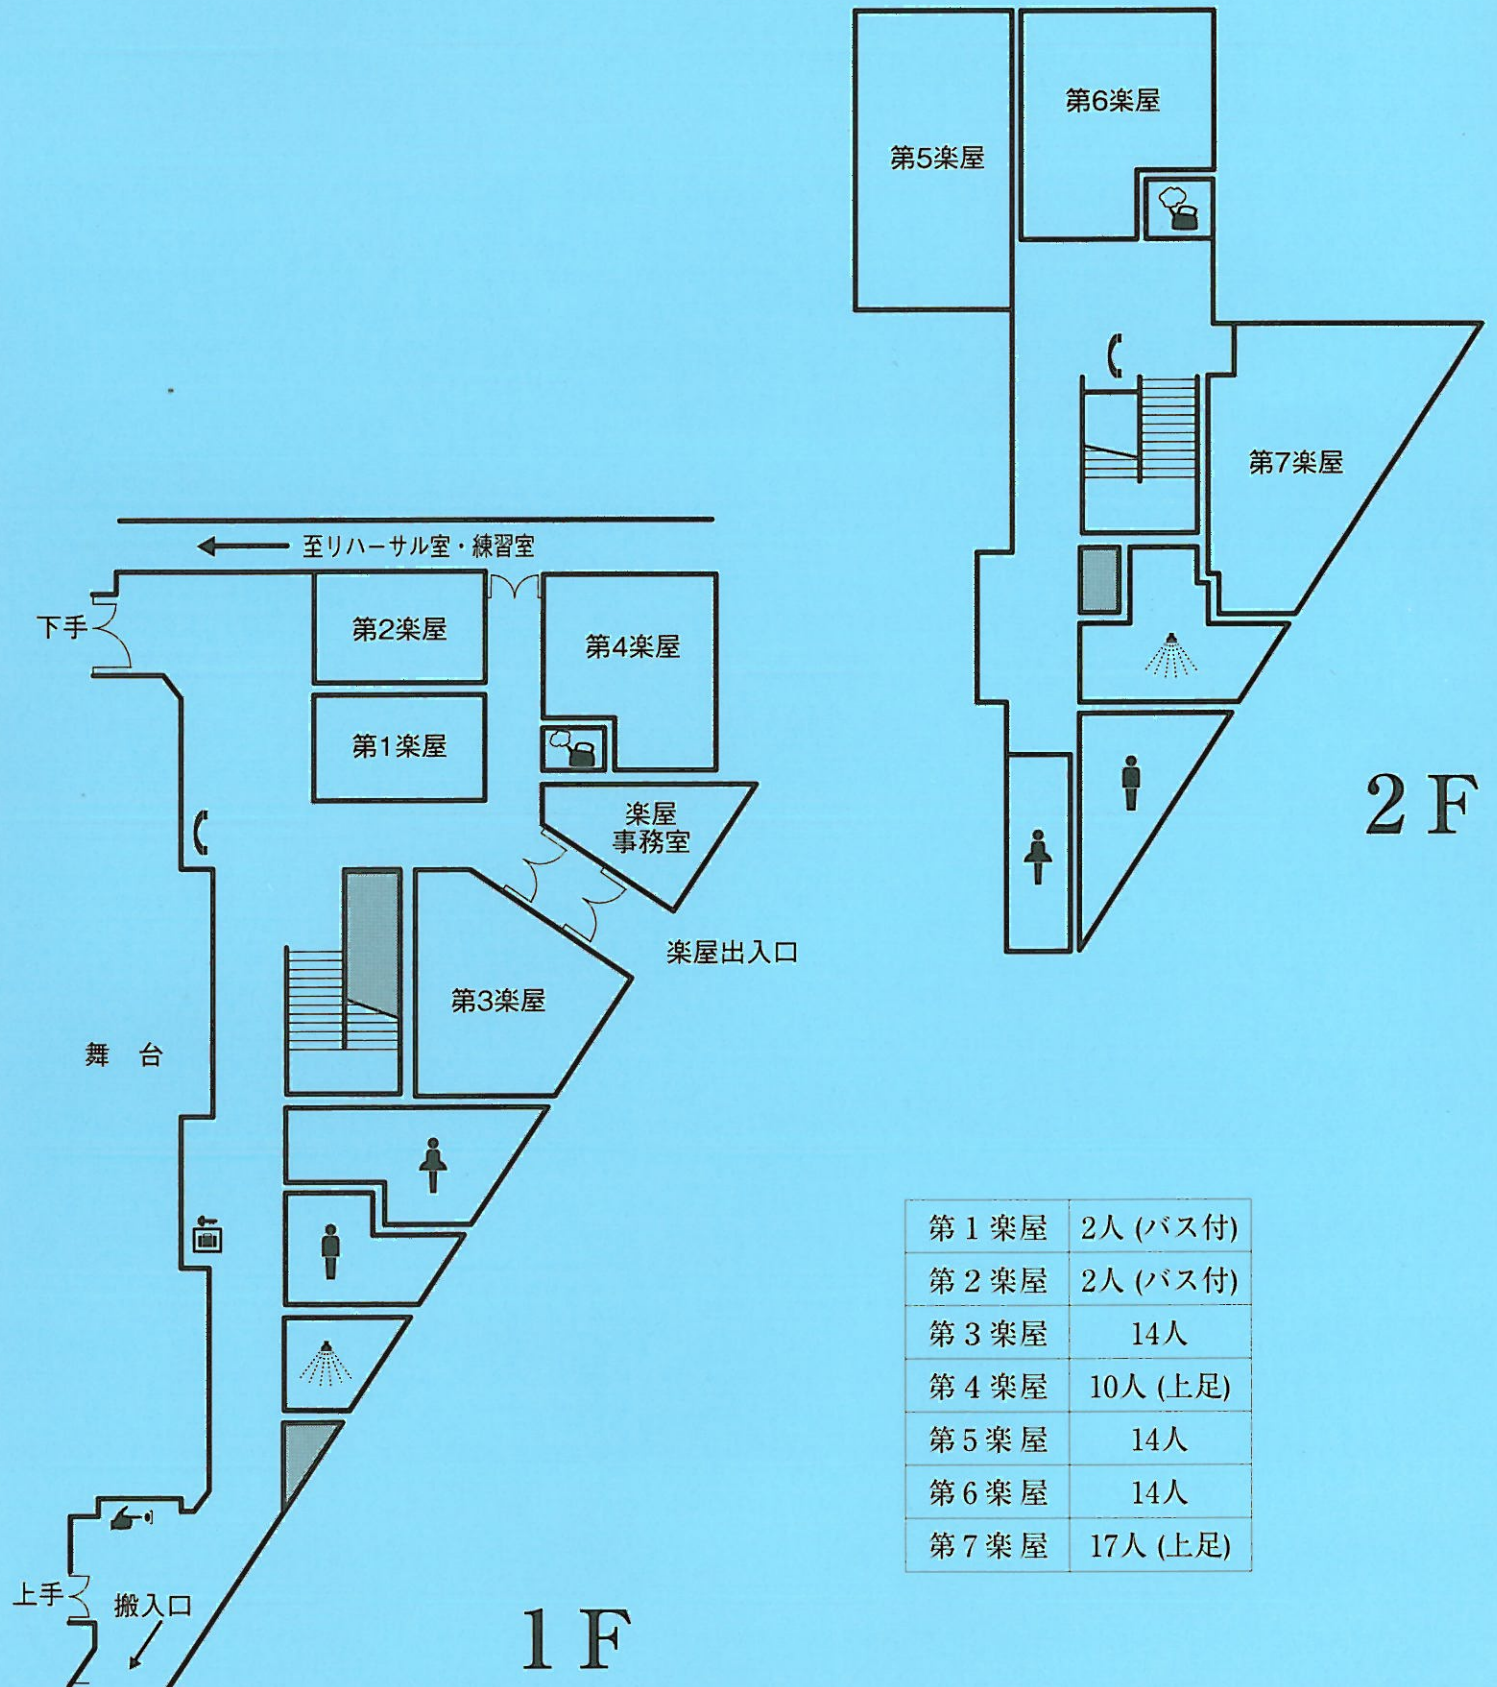 第6楽屋
第5楽屋
第7楽屋
2F
至リハーサル室・練習室
下手
第2楽屋
第4楽屋
第1楽屋
楽屋
事務室
楽屋出入口
第3楽屋
舞 台
上手
搬入口
1F
第1楽屋 2人(バス付)
第2楽屋 2人(バス付)
第3楽屋 14人
第4楽屋 10人(上足)
第5楽屋 14人
第6楽屋 14人
第7楽屋 17人(上足)